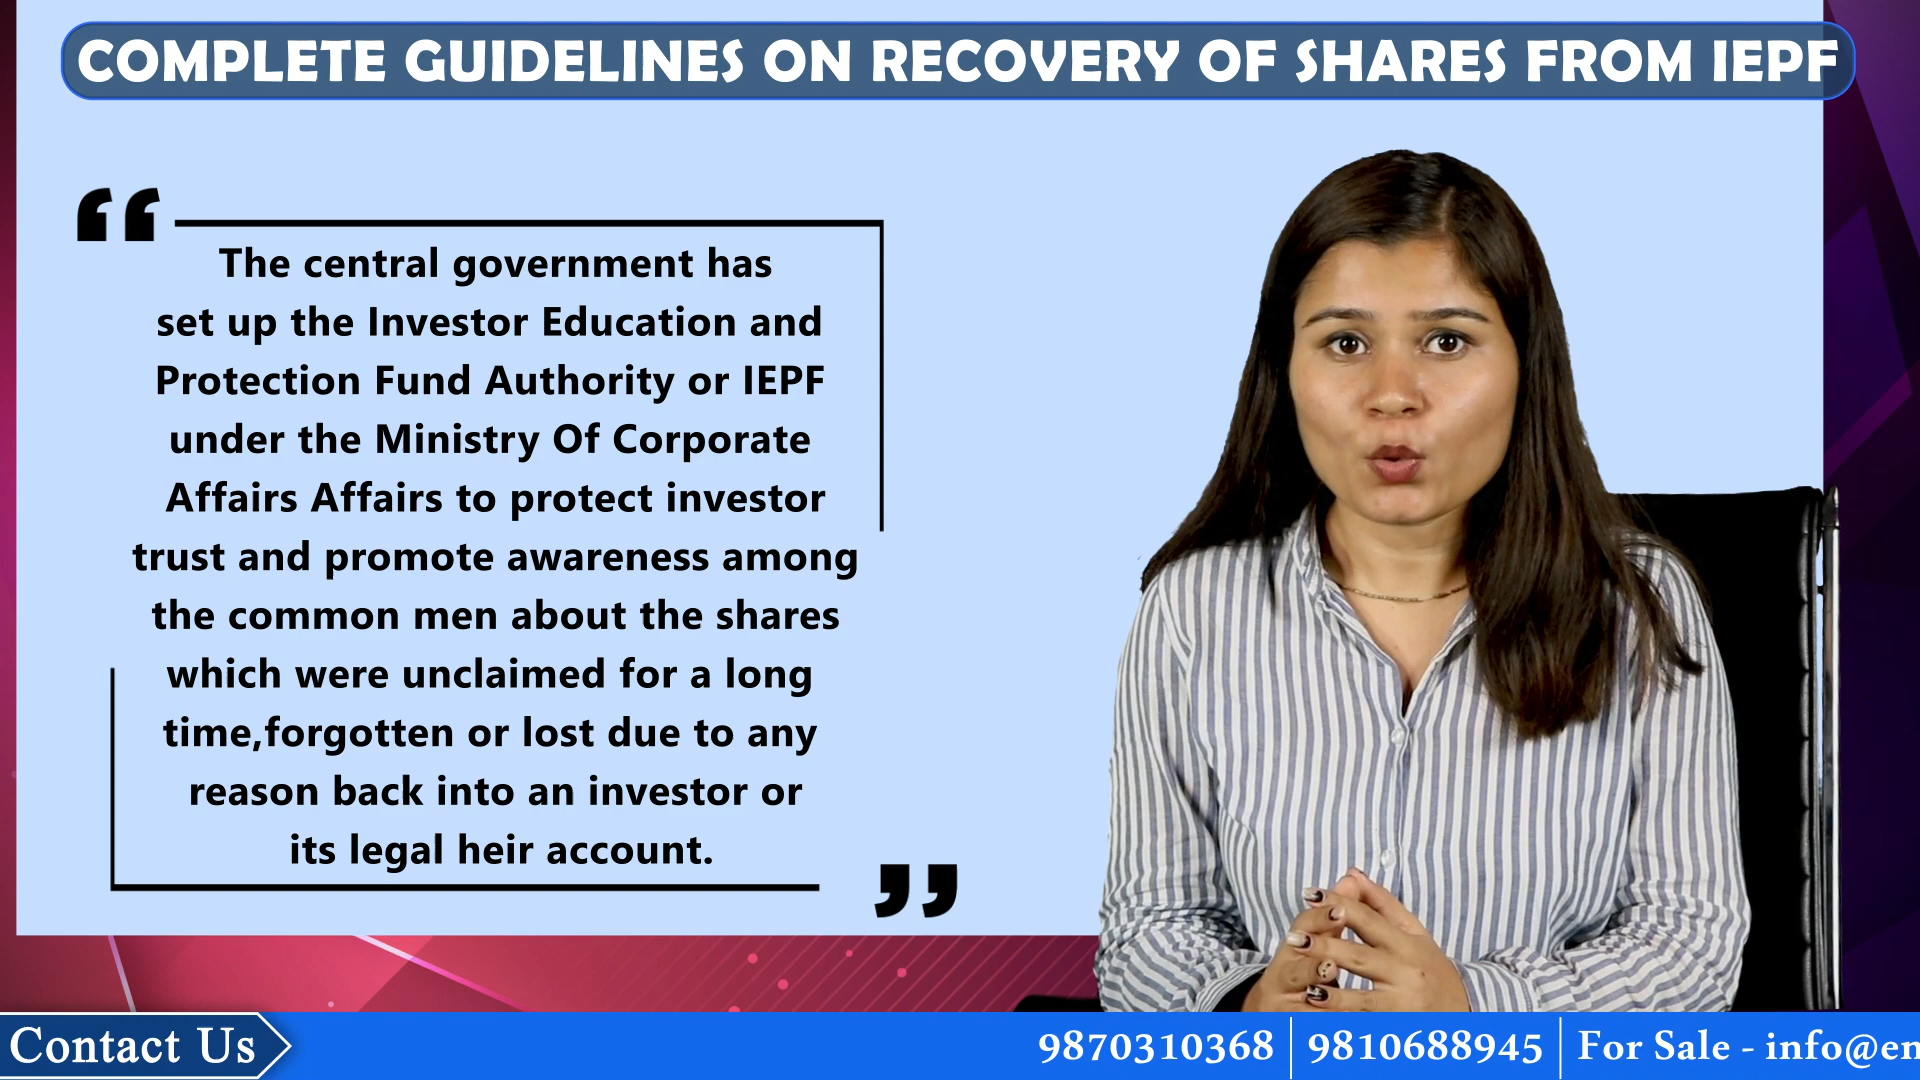 COMPLETE GUIDELINES ON RECOVERY OF SHARES FROM IEPF
“
The central government has
set up the Investor Education and
Protection Fund Authority or IEPF
under the Ministry Of Corporate
Affairs Affairs to protect investor
trust and promote awareness among
the common men about the shares
which were unclaimed for a long
time,forgotten or lost due to any
reason back into an investor or
its legal heir account.
”
Contact Us 9870310368 | 9810688945 | For Sale - info@en